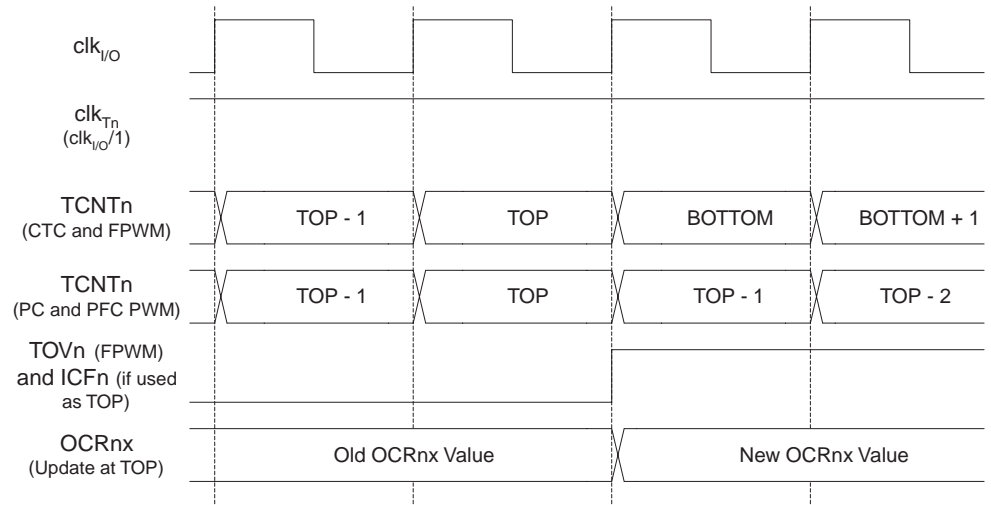 clkI/O
clkTn
(clkI/O/1)
TCNTn
(CTC and FPWM)
TOP - 1
TOP
BOTTOM
BOTTOM + 1
TCNTn
(PC and PFC PWM)
TOP - 1
TOP
TOP - 1
TOP - 2
TOVn (FPWM)
and ICFn (if used
as TOP)
OCRnx
(Update at TOP)
Old OCRnx Value
New OCRnx Value